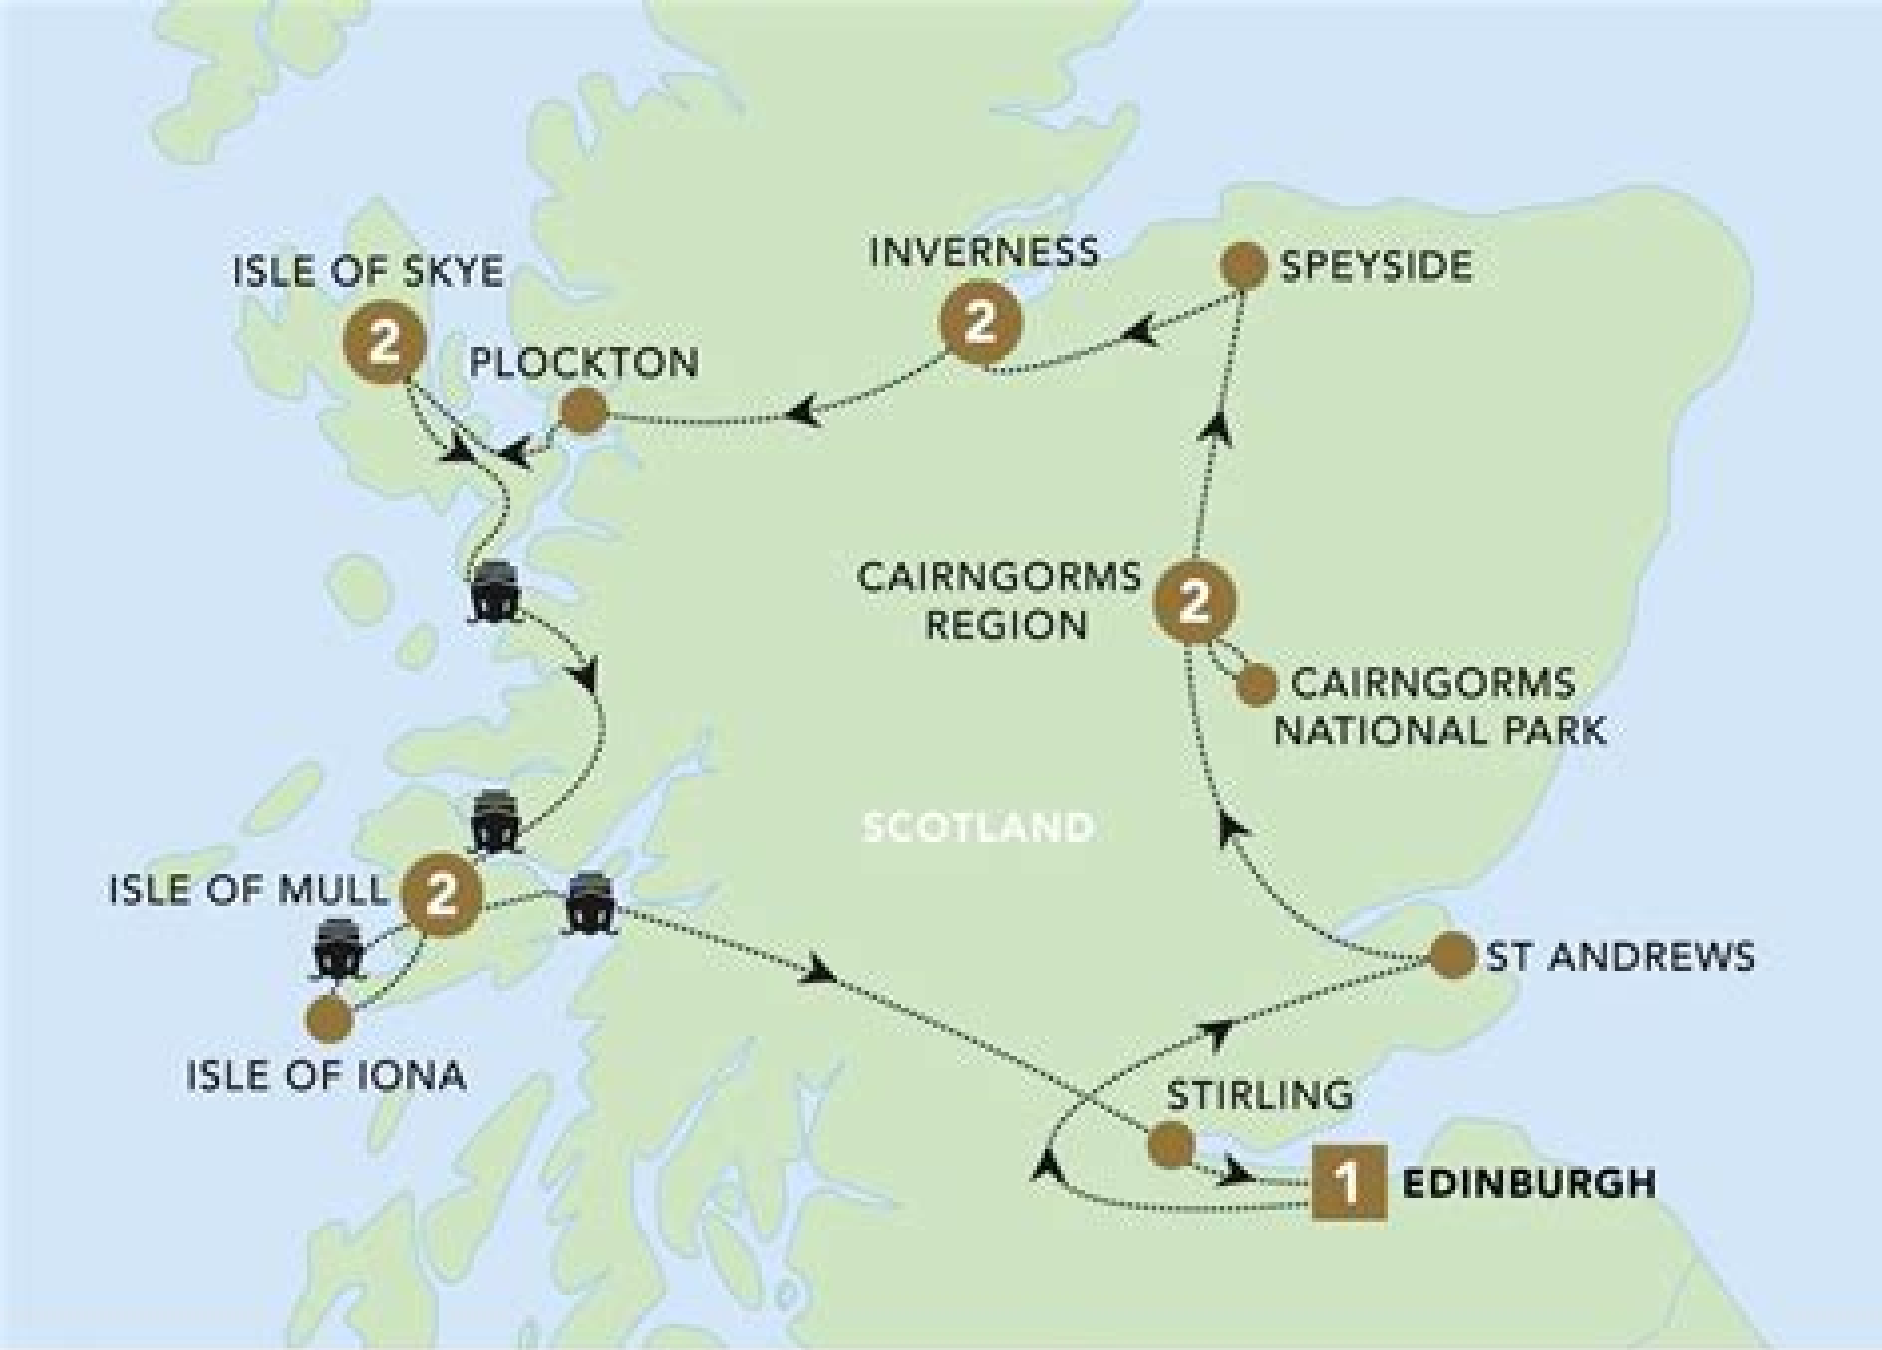 ISLE OF SKYE
2
PLOCKTON
INVERNESS
2
SPEYSIDE
CAIRNGORMS
REGION
2
CAIRNGORMS
NATIONAL PARK
SCOTLAND
ISLE OF MULL
2
ISLE OF IONA
ST ANDREWS
STIRLING
1
EDINBURGH